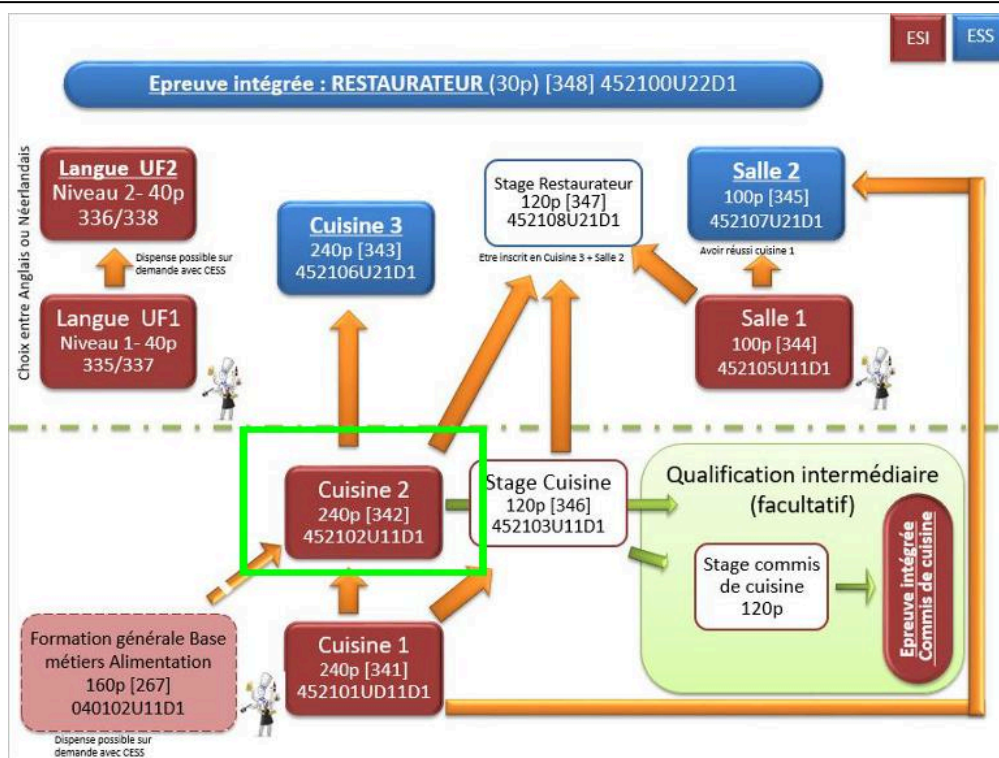 ESI
ESS
Epreuve intégrée : RESTAURATEUR (30p) [348] 452100U22D1
Choix entre Anglais ou Néerlandais
Langue UF2
Niveau 2- 40p
336/338
Dispense possible sur
demande avec CESS
Langue UF1
Niveau 1- 40p
335/337
Cuisine 3
240p [343]
452106U21D1
Stage Restaurateur
120p [347]
452108U21D1
Etre inscrit en Cuisine 3 + Salle 2
Salle 2
100p [345]
452107U21D1
Avoir réussi cuisine 1
Salle 1
100p [344]
452105U11D1
Cuisine 2
240p [342]
452102U11D1
Stage Cuisine
120p [346]
452103U11D1
Qualification intermédiaire
(facultatif)
Stage commis
de cuisine
120p
Epreuve intégrée
Commis de cuisine
Formation générale Base
métiers Alimentation
160p [267]
040102U11D1
Dispense possible sur
demande avec CESS
Cuisine 1
240p [341]
452101UD11D1